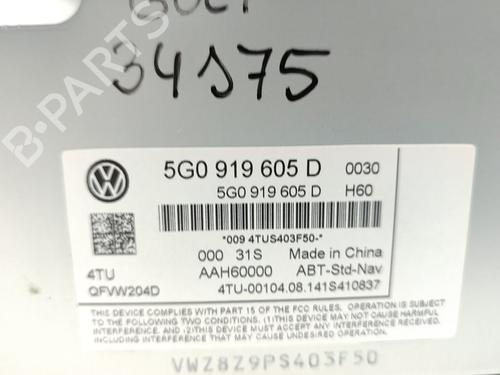 34975
5G0 919 605 D 0030
5G0 919 605 D H60
*009 4TUS403F50-*
000 31S Made in China
4TU AAH60000 ABT-Std-Nav
QFVW204D 4TU-00104.08.141S410837
THIS DEVICE COMPLIES WITH PART 15 OF THE FCC RULES. OPERATION IS
SUBJECT TO THE FOLLOWING TWO CONDITIONS: (1)THIS DEVICE MAY NOT CAUSE HARMFUL
INTERFERENCE, AND (2)THIS DEVICE MUST ACCEPT ANY INTERFERENCE
RECEIVED, INCLUDING INTERFERENCE THAT MAY CAUSE UNDESIRED OPERATION.
VWZ8Z9PS403F50
B-PARTS